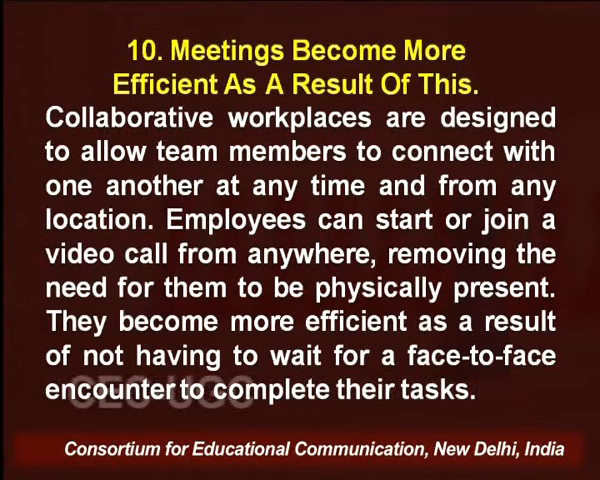 10. Meetings Become More
Efficient As A Result Of This.
Collaborative workplaces are designed
to allow team members to connect with
one another at any time and from any
location. Employees can start or join a
video call from anywhere, removing the
need for them to be physically present.
They become more efficient as a result
of not having to wait for a face-to-face
encounter to complete their tasks.
Consortium for Educational Communication, New Delhi, India